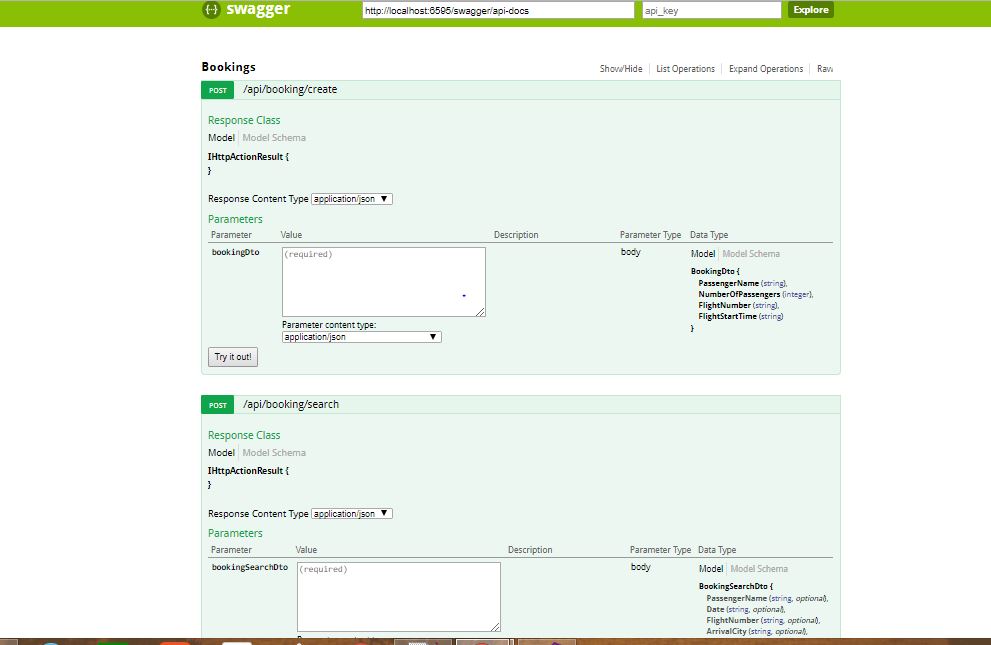 {··} swagger http://localhost:6595/swagger/api-docs api_key Explore
Bookings Show/Hide List Operations Expand Operations Raw
POST /api/booking/create
Response Class
Model Model Schema
IHttpActionResult {
}
Response Content Type application/json
Parameters
Parameter Value Description Parameter Type Data Type
bookingDto (required) body Model Model Schema
BookingDto {
PassengerName (string),
NumberOfPassengers (integer),
FlightNumber (string),
FlightStartTime (string)
}
Parameter content type:
application/json
Try it out!
POST /api/booking/search
Response Class
Model Model Schema
IHttpActionResult {
}
Response Content Type application/json
Parameters
Parameter Value Description Parameter Type Data Type
bookingSearchDto (required) body Model Model Schema
BookingSearchDto {
PassengerName (string, optional),
Date (string, optional),
FlightNumber (string, optional),
ArrivalCity (string, optional),